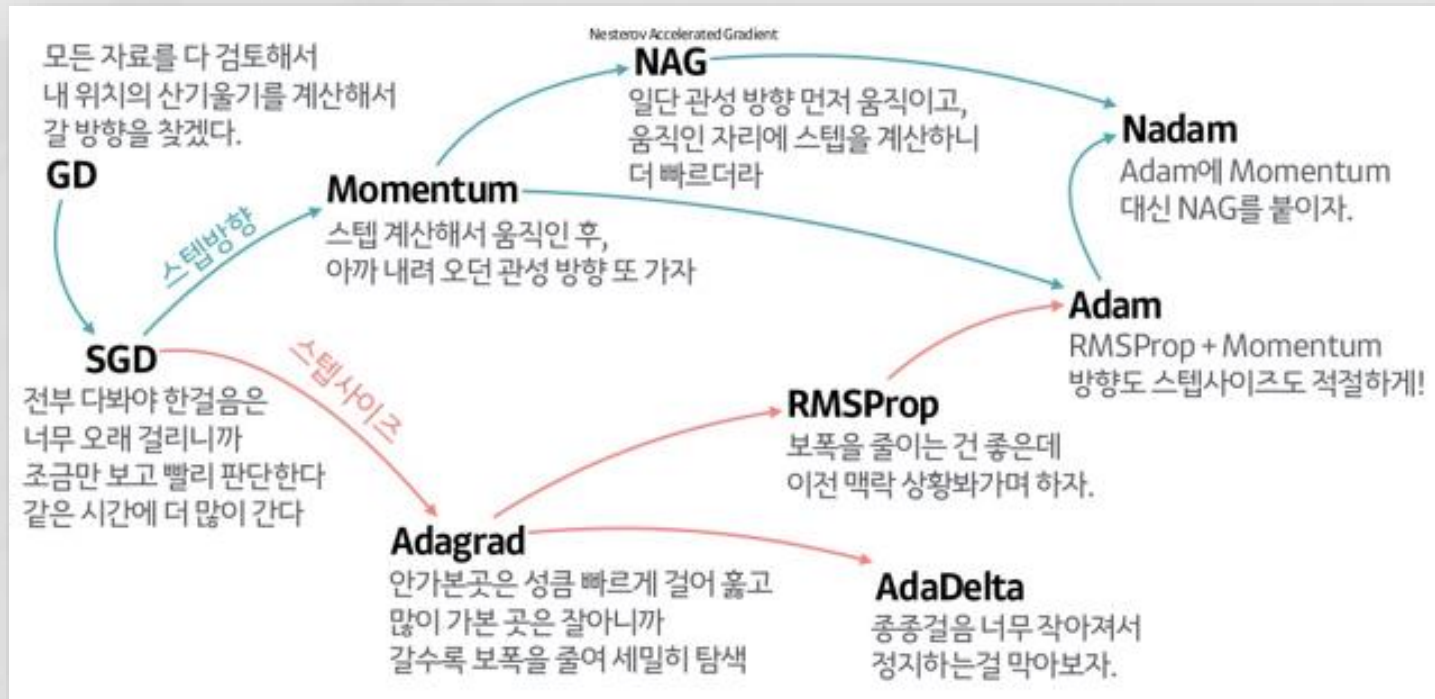 모든 자료를 다 검토해서
내 위치의 산기울기를 계산해서
갈 방향을 찾겠다.
GD
스텝방향
SGD
전부 다봐야 한걸음은
너무 오래 걸리니까
조금만 보고 빨리 판단한다
같은 시간에 더 많이 간다
Momentum
스텝 계산해서 움직인 후,
아까 내려 오던 관성 방향 또 가자
Nesterov Accelerated Gradient
NAG
일단 관성 방향 먼저 움직이고,
움직인 자리에 스텝을 계산하니
더 빠르더라
Nadam
Adam에 Momentum
대신 NAG를 붙이자.
Adam
RMSProp + Momentum
방향도 스텝사이즈도 적절하게!
스텝사이즈
Adagrad
안가본곳은 성큼 빠르게 걸어 훑고
많이 가본 곳은 잘아니까
갈수록 보폭을 줄여 세밀히 탐색
RMSProp
보폭을 줄이는 건 좋은데
이전 맥락 상황봐가며 하자.
AdaDelta
종종걸음 너무 작아져서
정지하는걸 막아보자.